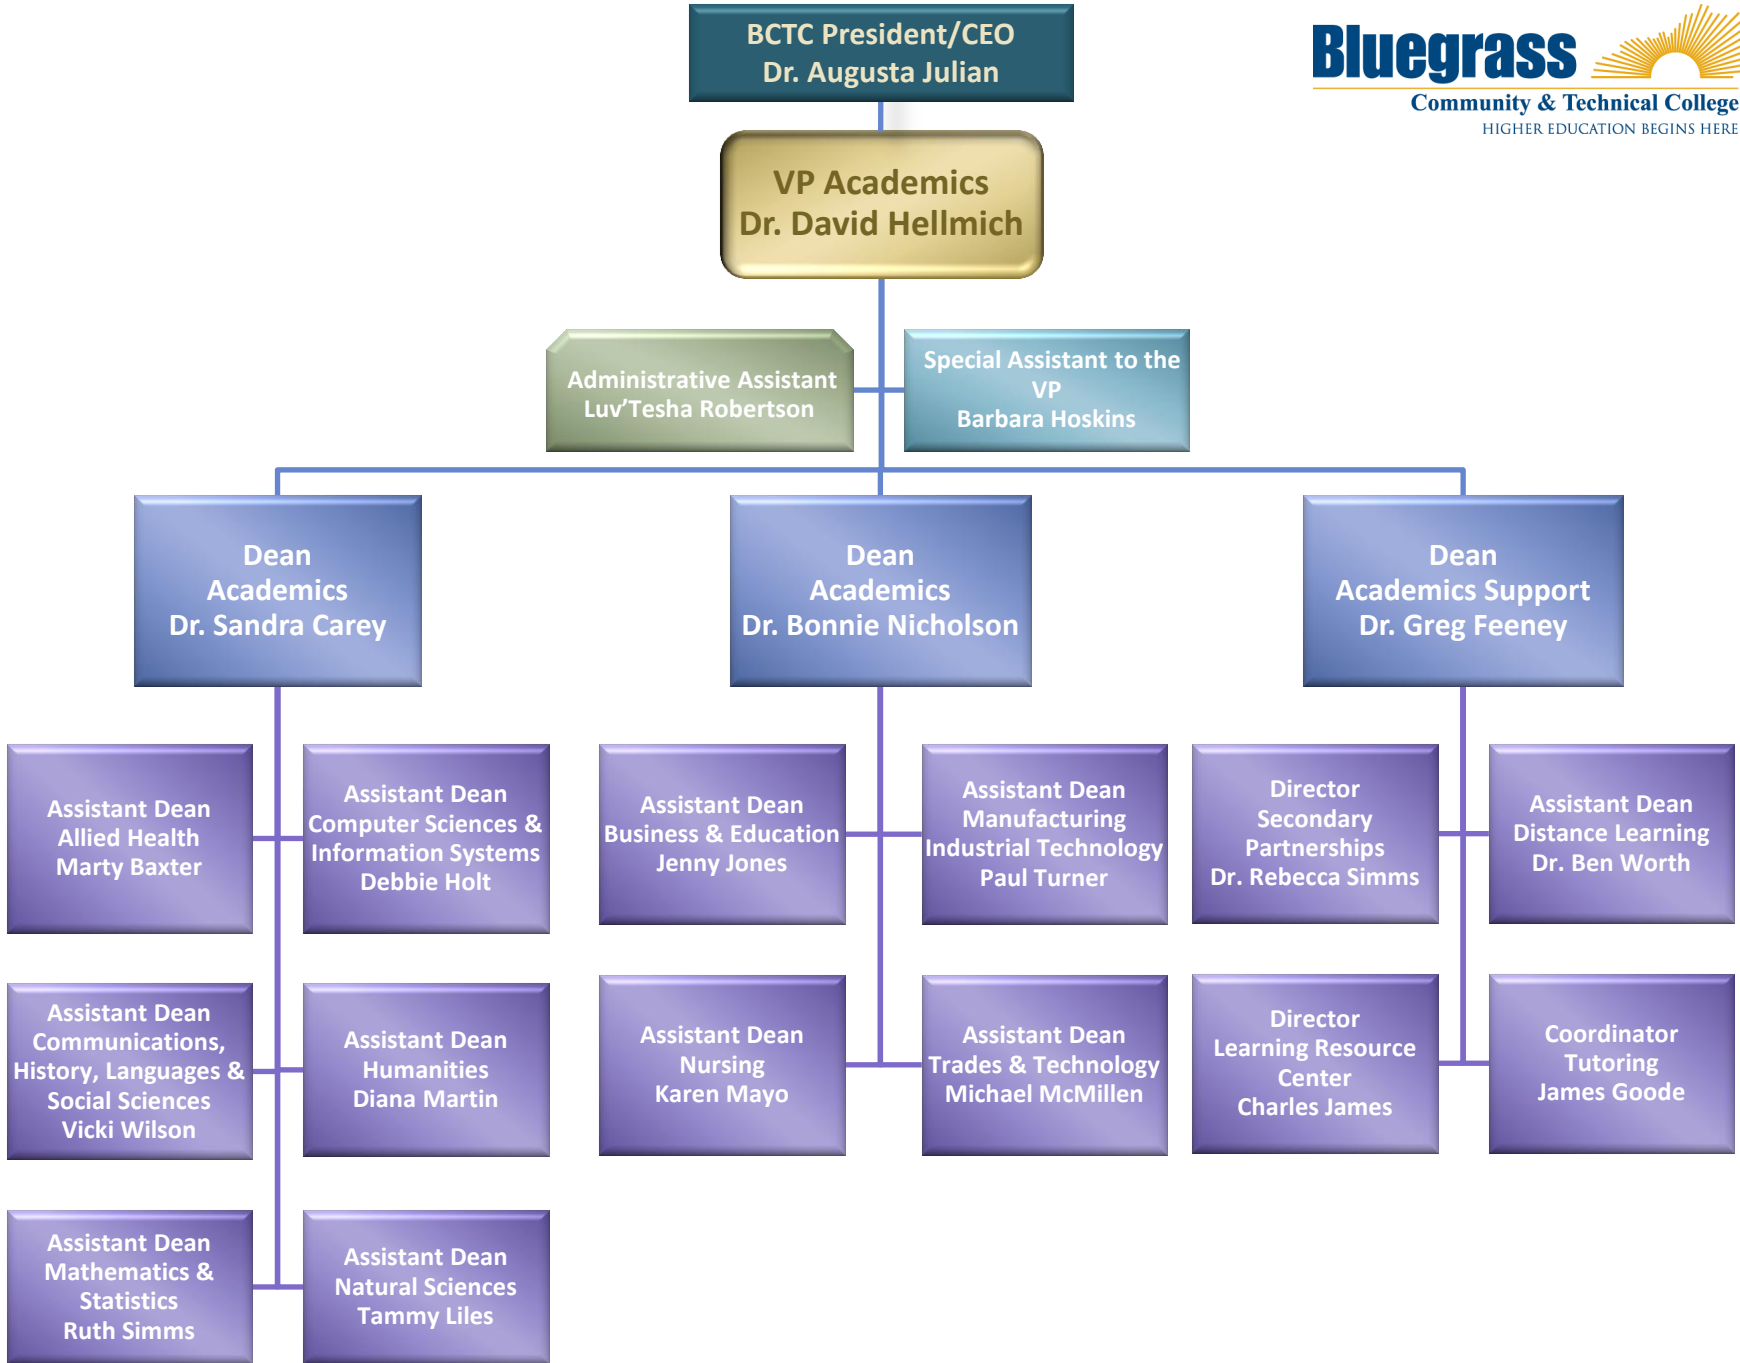 BCTC President/CEO
Dr. Augusta Julian
Bluegrass
Community & Technical College
HIGHER EDUCATION BEGINS HERE
VP Academics
Dr. David Hellmich
Administrative Assistant
Luv’Tesha Robertson
Special Assistant to the
VP
Barbara Hoskins
Dean
Academics
Dr. Sandra Carey
Dean
Academics
Dr. Bonnie Nicholson
Dean
Academics Support
Dr. Greg Feeney
Assistant Dean
Allied Health
Marty Baxter
Assistant Dean
Computer Sciences &
Information Systems
Debbie Holt
Assistant Dean
Business & Education
Jenny Jones
Assistant Dean
Manufacturing
Industrial Technology
Paul Turner
Director
Secondary
Partnerships
Dr. Rebecca Simms
Assistant Dean
Distance Learning
Dr. Ben Worth
Assistant Dean
Communications,
History, Languages &
Social Sciences
Vicki Wilson
Assistant Dean
Humanities
Diana Martin
Assistant Dean
Nursing
Karen Mayo
Assistant Dean
Trades & Technology
Michael McMillen
Director
Learning Resource
Center
Charles James
Coordinator
Tutoring
James Goode
Assistant Dean
Mathematics &
Statistics
Ruth Simms
Assistant Dean
Natural Sciences
Tammy Liles